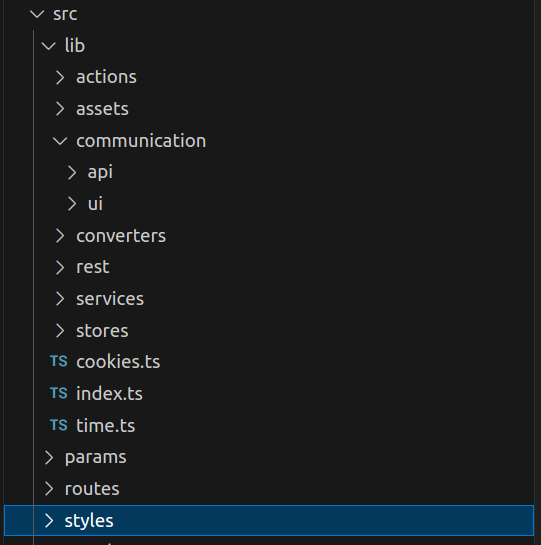 src
lib
actions
assets
communication
api
ui
converters
rest
services
stores
TS cookies.ts
TS index.ts
TS time.ts
params
routes
styles